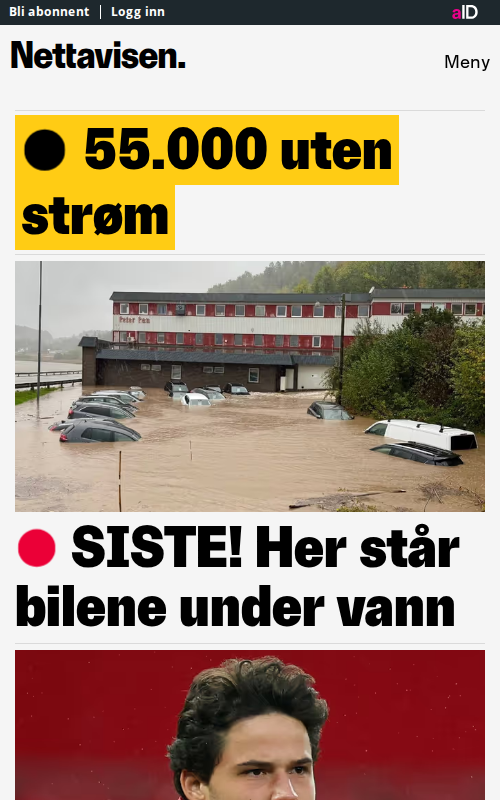 Bli abonnent | Logg inn
aID
Nettavisen.
Meny
55.000 uten
strøm
Peter Pan
SISTE! Her står
bilene under vann